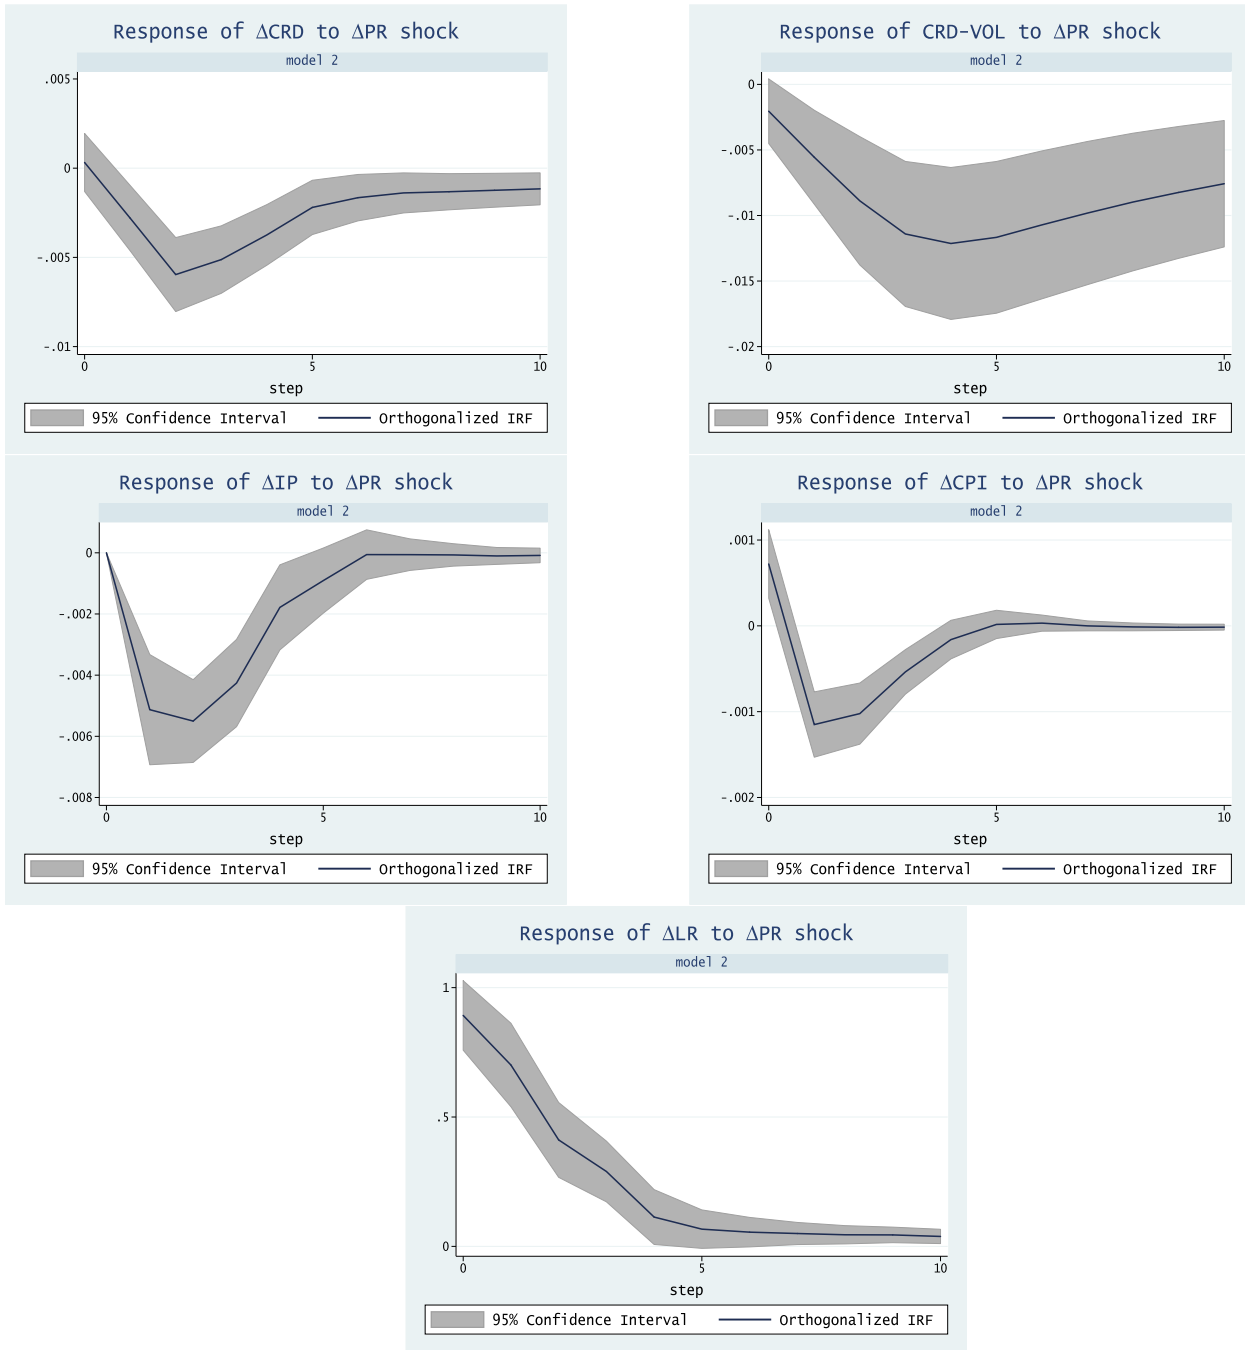 Response of ΔCRD to ΔPR shock
model 2
.005
0
-.005
-.01
0 5 10
step
95% Confidence Interval Orthogonalized IRF
Response of CRD-VOL to ΔPR shock
model 2
0
-.005
-.01
-.015
-.02
0 5 10
step
95% Confidence Interval Orthogonalized IRF
Response of ΔIP to ΔPR shock
model 2
0
-.002
-.004
-.006
-.008
0 5 10
step
95% Confidence Interval Orthogonalized IRF
Response of ΔCPI to ΔPR shock
model 2
.001
0
-.001
-.002
0 5 10
step
95% Confidence Interval Orthogonalized IRF
Response of ΔLR to ΔPR shock
model 2
1
.5
0
0 5 10
step
95% Confidence Interval Orthogonalized IRF